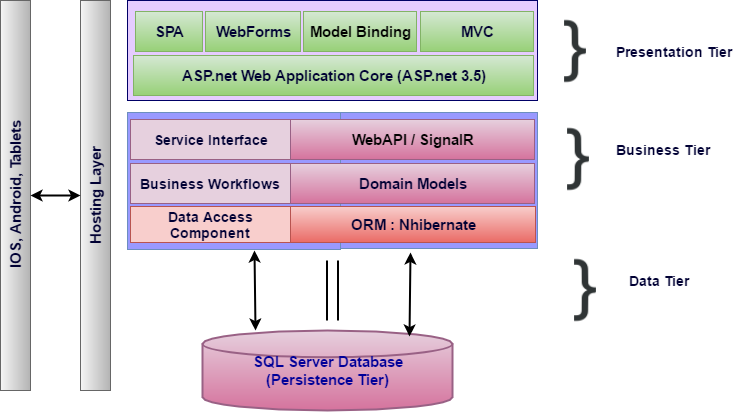 SPA
WebForms
Model Binding
MVC
Presentation Tier
ASP.net Web Application Core (ASP.net 3.5)
IOS, Android, Tablets
Hosting Layer
Service Interface
WebAPI / SignalR
Business Tier
Business Workflows
Domain Models
Data Access
Component
ORM : Nhibernate
Data Tier
SQL Server Database
(Persistence Tier)